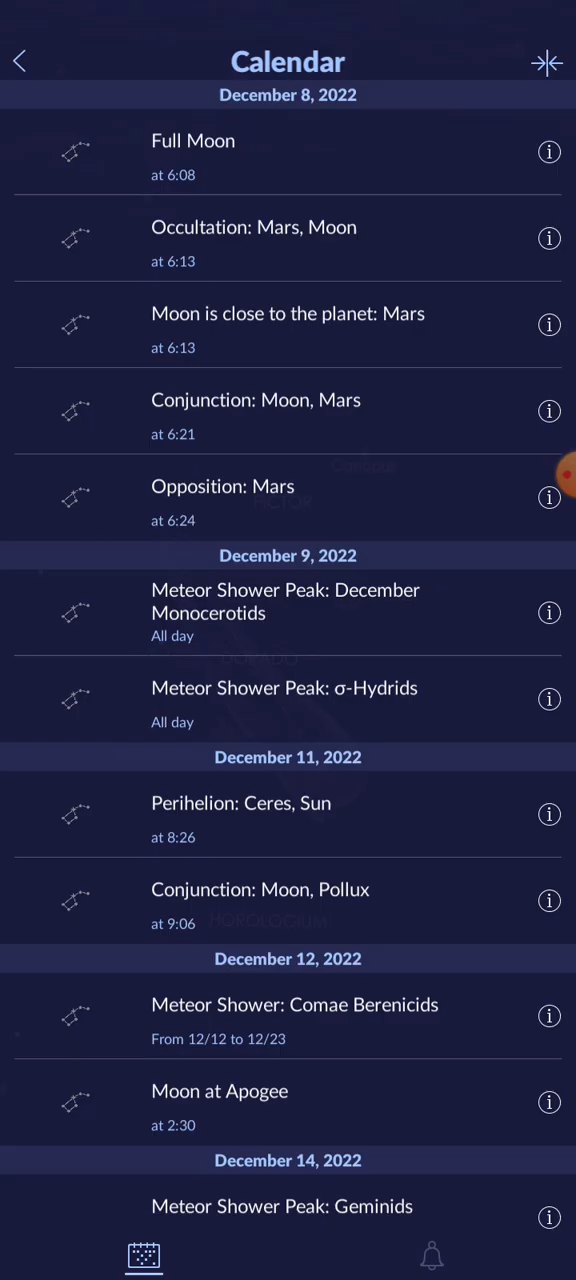 Calendar
December 8, 2022
Full Moon
at 6:08
Occultation: Mars, Moon
at 6:13
Moon is close to the planet: Mars
at 6:13
Conjunction: Moon, Mars
at 6:21
Canopus
Opposition: Mars
PICTOR
at 6:24
December 9, 2022
Meteor Shower Peak: December
Monocerotids
All day
DORADO
Meteor Shower Peak: σ-Hydrids
All day
December 11, 2022
Perihelion: Ceres, Sun
at 8:26
Conjunction: Moon, Pollux
at 9:06
HOROLOGIUM
December 12, 2022
Meteor Shower: Comae Berenicids
From 12/12 to 12/23
Moon at Apogee
at 2:30
December 14, 2022
Meteor Shower Peak: Geminids